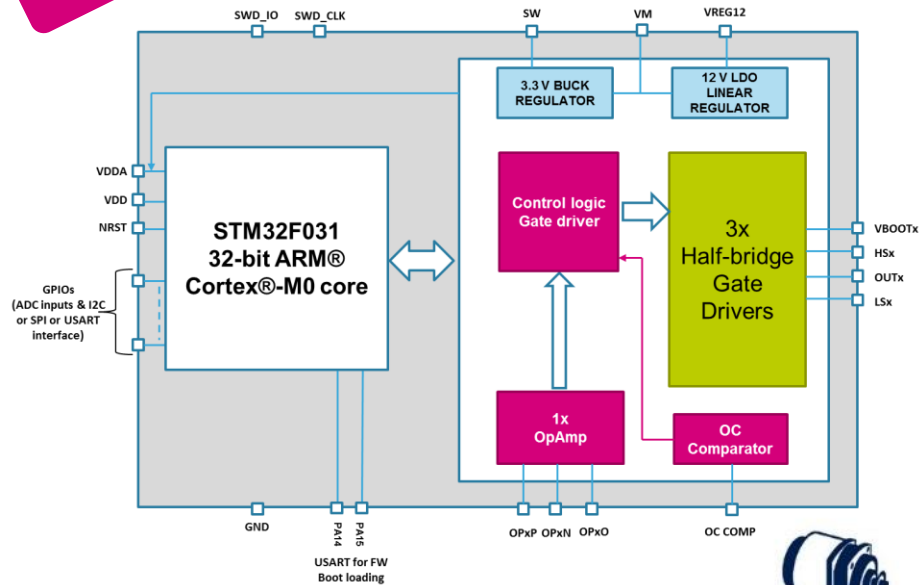 SWD_IO
SWD_CLK
SW
VM
VREG12
3.3 V BUCK
REGULATOR
12 V LDO
LINEAR
REGULATOR
VDDA
VDD
NRST
GPIOs
(ADC inputs & I2C
or SPI or USART
interface)
STM32F031
32-bit ARM®
Cortex®-M0 core
Control logic
Gate driver
3x
Half-bridge
Gate
Drivers
VBOOTx
HSx
OUTx
LSx
1x
OpAmp
OC
Comparator
GND
PA14
PA15
USART for FW
Boot loading
OPxP
OPxN
OPxO
OC COMP